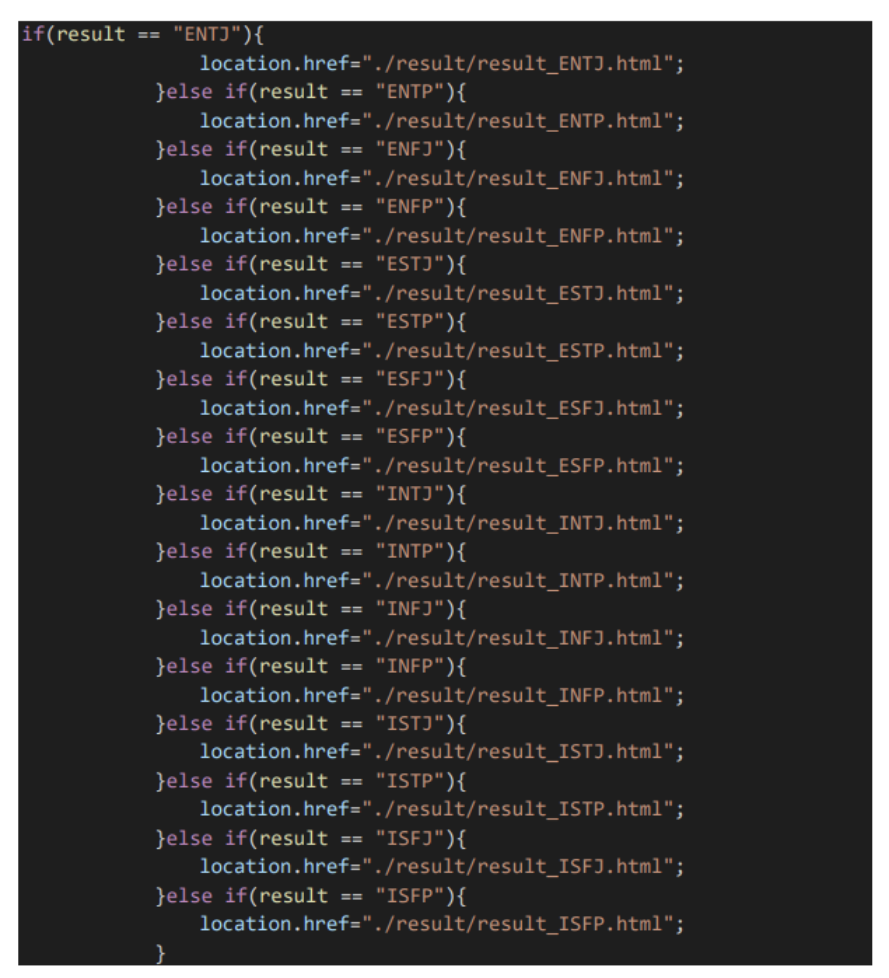 if(result == "ENTJ"){
location.href="./result/result_ENTJ.html";
}else if(result == "ENTP"){
location.href="./result/result_ENTP.html";
}else if(result == "ENFJ"){
location.href="./result/result_ENFJ.html";
}else if(result == "ENFP"){
location.href="./result/result_ENFP.html";
}else if(result == "ESTJ"){
location.href="./result/result_ESTJ.html";
}else if(result == "ESTP"){
location.href="./result/result_ESTP.html";
}else if(result == "ESFJ"){
location.href="./result/result_ESFJ.html";
}else if(result == "ESFP"){
location.href="./result/result_ESFP.html";
}else if(result == "INTJ"){
location.href="./result/result_INTJ.html";
}else if(result == "INTP"){
location.href="./result/result_INTP.html";
}else if(result == "INFJ"){
location.href="./result/result_INFJ.html";
}else if(result == "INFP"){
location.href="./result/result_INFP.html";
}else if(result == "ISTJ"){
location.href="./result/result_ISTJ.html";
}else if(result == "ISTP"){
location.href="./result/result_ISTP.html";
}else if(result == "ISFJ"){
location.href="./result/result_ISFJ.html";
}else if(result == "ISFP"){
location.href="./result/result_ISFP.html";
}